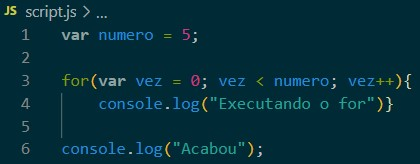 JS script.js > ...
1 var numero = 5;
2
3 for(var vez = 0; vez < numero; vez++){
4 console.log("Executando o for")}
5
6 console.log("Acabou");